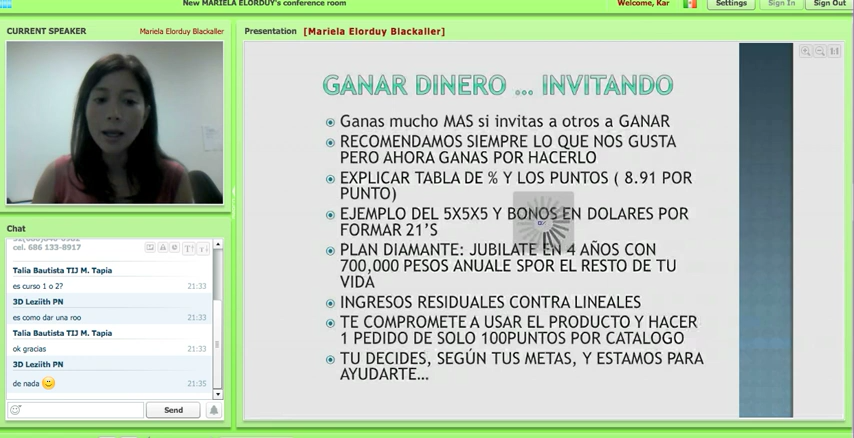 New MARIELA ELORDUY's conference room
Welcome, Kar
Settings
Sign In
Sign Out
CURRENT SPEAKER
Mariela Elorduy Blackaller
Presentation [Mariela Elorduy Blackaller]
GANAR DINERO ... INVITANDO
Ganas mucho MAS si invitas a otros a GANAR
RECOMENDAMOS SIEMPRE LO QUE NOS GUSTA
PERO AHORA GANAS POR HACERLO
EXPLICAR TABLA DE % Y LOS PUNTOS ( 8.91 POR
PUNTO)
EJEMPLO DEL 5X5X5 Y BONOS EN DOLARES POR
FORMAR 21'S
PLAN DIAMANTE: JUBILATE EN 4 AÑOS CON
700,000 PESOS ANUALE SPOR EL RESTO DE TU
VIDA
INGRESOS RESIDUALES CONTRA LINEALES
TE COMPROMETE A USAR EL PRODUCTO Y HACER
1 PEDIDO DE SOLO 100PUNTOS POR CATALOGO
TU DECIDES, SEGÚN TUS METAS, Y ESTAMOS PARA
AYUDARTE...
Chat
cel. 686 133-8917
Talia Bautista TIJ M. Tapia
es curso 1 o 2?
21:33
3D Leziith PN
es como dar una roo
21:33
Talia Bautista TIJ M. Tapia
ok gracias
21:33
3D Leziith PN
de nada
21:35
Send